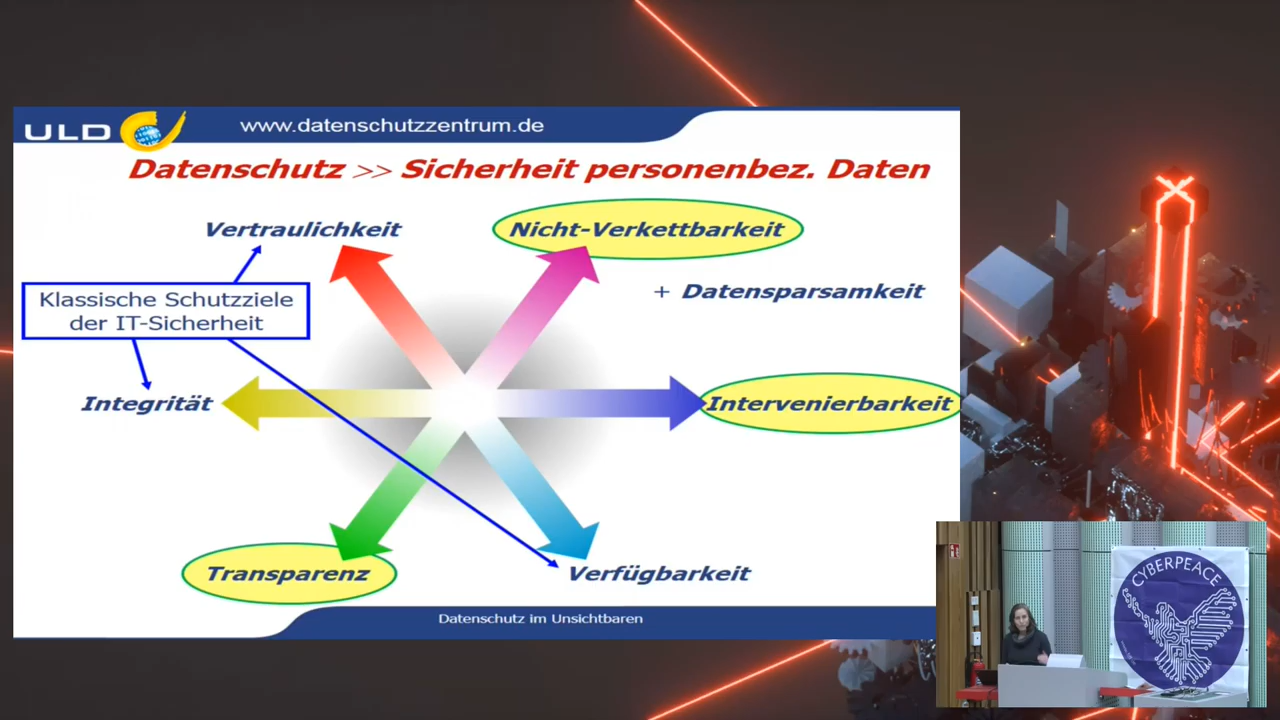 ULD
www.datenschutzzentrum.de
Datenschutz >> Sicherheit personenbez. Daten
Vertraulichkeit
Nicht-Verkettbarkeit
+ Datensparsamkeit
Klassische Schutzziele
der IT-Sicherheit
Integrität
Intervenierbarkeit
Transparenz
Verfügbarkeit
Datenschutz im Unsichtbaren
CYBERPEACE